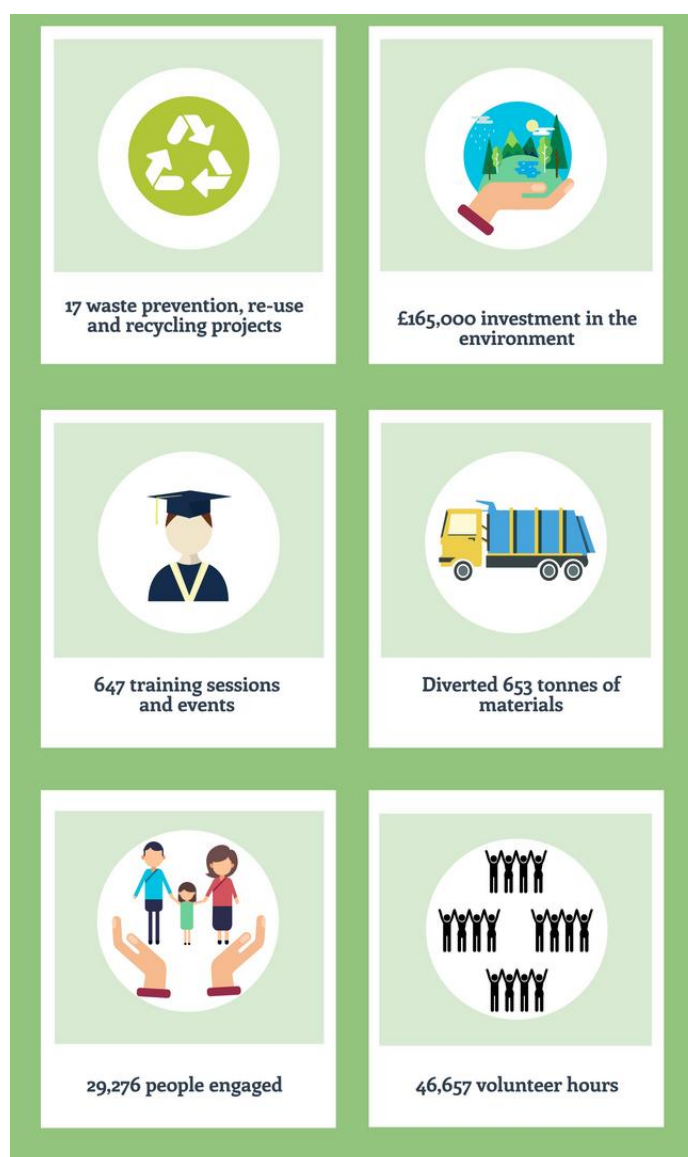 17 waste prevention, re-use
and recycling projects
£165,000 investment in the
environment
647 training sessions
and events
Diverted 653 tonnes of
materials
29,276 people engaged
46,657 volunteer hours